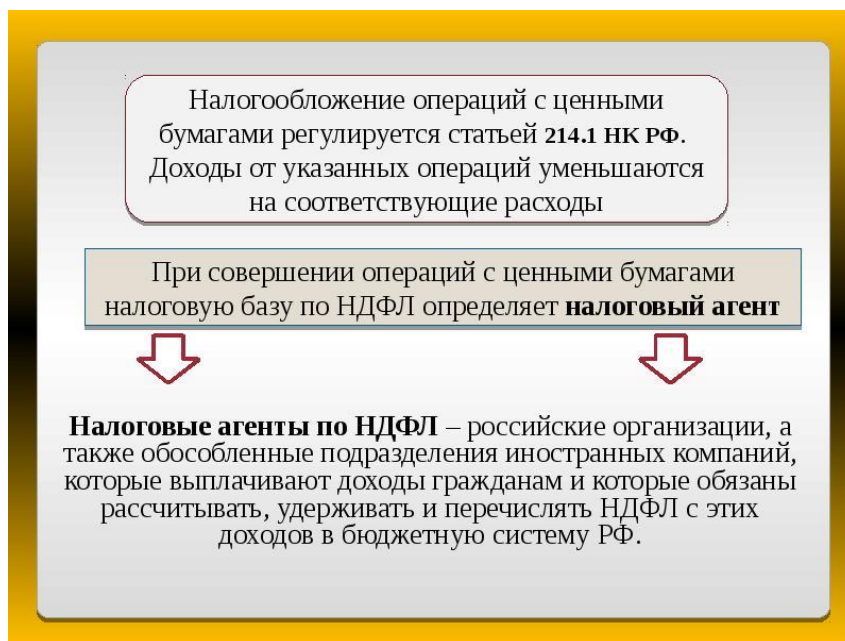 Налогообложение операций с ценными
бумагами регулируется статьей 214.1 НК РФ.
Доходы от указанных операций уменьшаются
на соответствующие расходы
При совершении операций с ценными бумагами
налоговую базу по НДФЛ определяет налоговый агент
Налоговые агенты по НДФЛ – российские организации, а
также обособленные подразделения иностранных компаний,
которые выплачивают доходы гражданам и которые обязаны
рассчитывать, удерживать и перечислять НДФЛ с этих
доходов в бюджетную систему РФ.